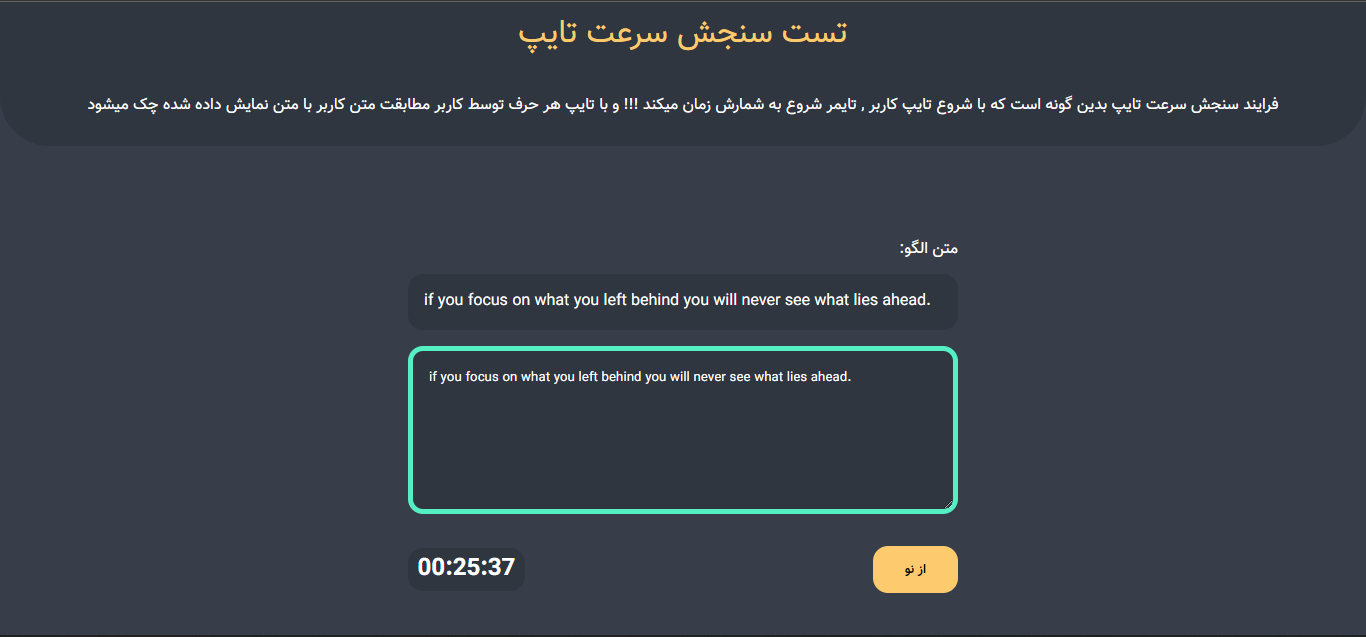 تست سنجش سرعت تایپ
فرایند سنجش سرعت تایپ بدین گونه است که با شروع تایپ کاربر , تایمر شروع به شمارش زمان میکند !!! و با تایپ هر حرف توسط کاربر مطابقت متن کاربر با متن نمایش داده شده چک میشود
متن الگو:
if you focus on what you left behind you will never see what lies ahead.
if you focus on what you left behind you will never see what lies ahead.
از نو
00:25:37